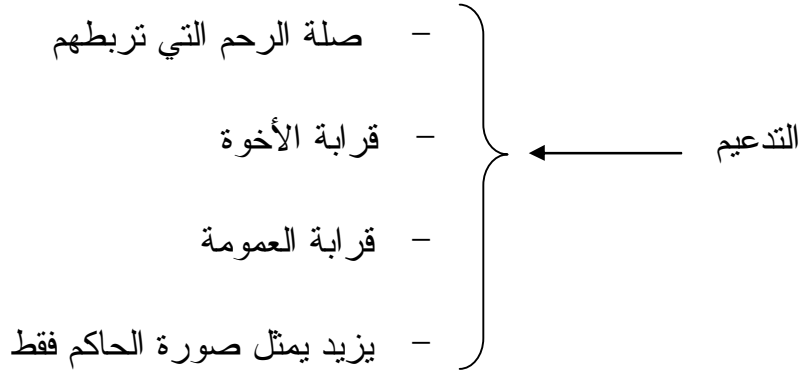 - صلة الرحم التي تربطهم
- قرابة الأخوة
التدعيم
- قرابة العمومة
- يزيد يمثل صورة الحاكم فقط